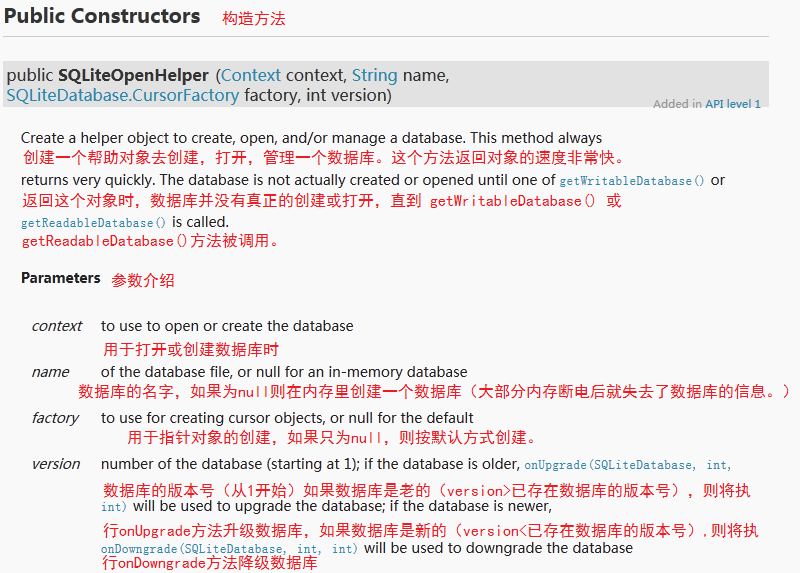 Public Constructors 构造方法
public SQLiteOpenHelper (Context context, String name,
SQLiteDatabase.CursorFactory factory, int version)
Added in API level 1
Create a helper object to create, open, and/or manage a database. This method always
创建一个帮助对象去创建，打开，管理一个数据库。这个方法返回对象的速度非常快。
returns very quickly. The database is not actually created or opened until one of getWritableDatabase() or
返回这个对象时，数据库并没有真正的创建或打开，直到 getWritableDatabase() 或
getReadableDatabase() is called.
getReadableDatabase()方法被调用。
Parameters 参数介绍
context to use to open or create the database
用于打开或创建数据库时
name of the database file, or null for an in-memory database
数据库的名字，如果为null则在内存里创建一个数据库（大部分内存断电后就失去了数据库的信息。）
factory to use for creating cursor objects, or null for the default
用于指针对象的创建，如果只为null，则按默认方式创建。
version number of the database (starting at 1); if the database is older, onUpgrade(SQLiteDatabase, int,
数据库的版本号（从1开始）如果数据库是老的（version>已存在数据库的版本号），则将执
int) will be used to upgrade the database; if the database is newer,
行onUpgrade方法升级数据库，如果数据库是新的（version<已存在数据库的版本号）,则将执
onDowngrade(SQLiteDatabase, int, int) will be used to downgrade the database
行onDowngrade方法降级数据库